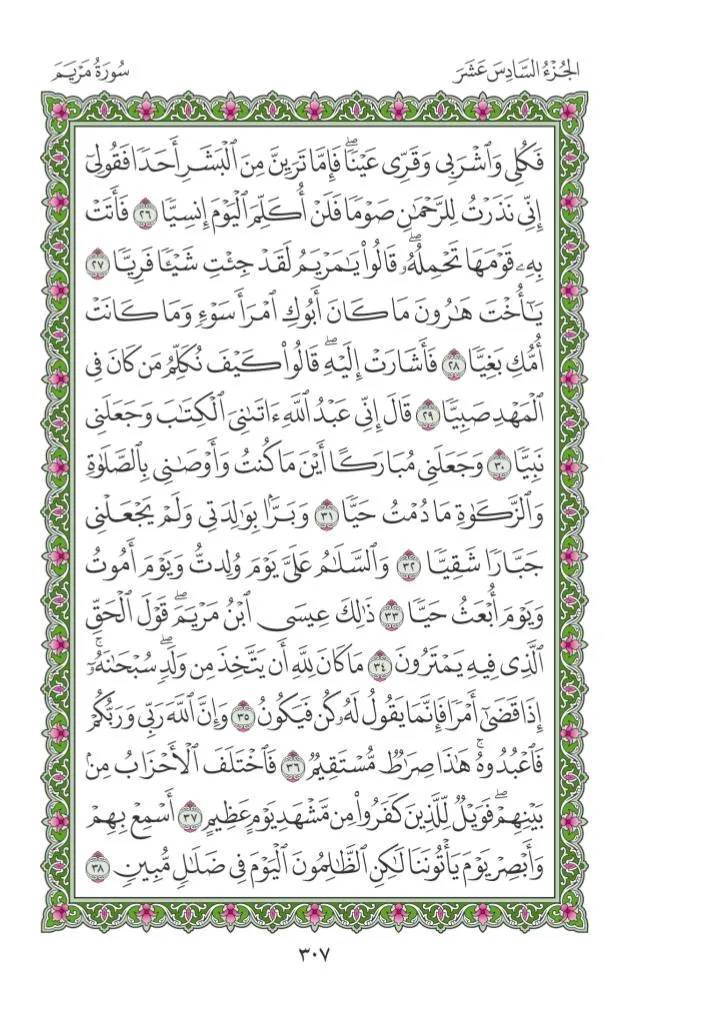 الجُزْءُ السَّادِسَ عَشَرَ
سُورَةُ مَرْيَمَ
فَكُلِي وَٱشْرَبِي وَقَرِّي عَيْنٗاۖ فَإِمَّا تَرَيِنَّ مِنَ ٱلْبَشَرِ أَحَدٗا فَقُولِيٓ
إِنِّي نَذَرْتُ لِلرَّحْمَٰنِ صَوْمٗا فَلَنْ أُكَلِّمَ ٱلْيَوْمَ إِنسِيّٗا ٢٦ فَأَتَتْ
بِهِۦ قَوْمَهَا تَحْمِلُهُۥۖ قَالُواْ يَٰمَرْيَمُ لَقَدْ جِئْتِ شَيْـٔٗا فَرِيّٗا ٢٧
يَٰٓأُخْتَ هَٰرُونَ مَا كَانَ أَبُوكِ ٱمْرَأَ سَوْءٖ وَمَا كَانَتْ
أُمُّكِ بَغِيّٗا ٢٨ فَأَشَارَتْ إِلَيْهِۖ قَالُواْ كَيْفَ نُكَلِّمُ مَن كَانَ فِي
ٱلْمَهْدِ صَبِيّٗا ٢٩ قَالَ إِنِّي عَبْدُ ٱللَّهِ ءَاتَىٰنِيَ ٱلْكِتَٰبَ وَجَعَلَنِي
نَبِيّٗا ٣٠ وَجَعَلَنِي مُبَارَكًا أَيْنَ مَا كُنتُ وَأَوْصَٰنِي بِٱلصَّلَوٰةِ
وَٱلزَّكَوٰةِ مَا دُمْتُ حَيّٗا ٣١ وَبَرَّۢا بِوَٰلِدَتِي وَلَمْ يَجْعَلْنِي
جَبَّارٗا شَقِيّٗا ٣٢ وَٱلسَّلَٰمُ عَلَيَّ يَوْمَ وُلِدتُّ وَيَوْمَ أَمُوتُ
وَيَوْمَ أُبْعَثُ حَيّٗا ٣٣ ذَٰلِكَ عِيسَى ٱبْنُ مَرْيَمَۖ قَوْلَ ٱلْحَقِّ
ٱلَّذِي فِيهِ يَمْتَرُونَ ٣٤ مَا كَانَ لِلَّهِ أَن يَتَّخِذَ مِن وَلَدٖۖ سُبْحَٰنَهُۥٓۚ
إِذَا قَضَىٰٓ أَمْرٗا فَإِنَّمَا يَقُولُ لَهُۥ كُن فَيَكُونُ ٣٥ وَإِنَّ ٱللَّهَ رَبِّي وَرَبُّكُمْ
فَٱعْبُدُوهُۚ هَٰذَا صِرَٰطٞ مُّسْتَقِيمٞ ٣٦ فَٱخْتَلَفَ ٱلْأَحْزَابُ مِنۢ
بَيْنِهِمْۖ فَوَيْلٞ لِّلَّذِينَ كَفَرُواْ مِن مَّشْهَدِ يَوْمٍ عَظِيمٍ ٣٧ أَسْمِعْ بِهِمْ
وَأَبْصِرْ يَوْمَ يَأْتُونَنَا لَٰكِنِ ٱلظَّٰلِمُونَ ٱلْيَوْمَ فِي ضَلَٰلٖ مُّبِينٖ ٣٨
٣٠٧